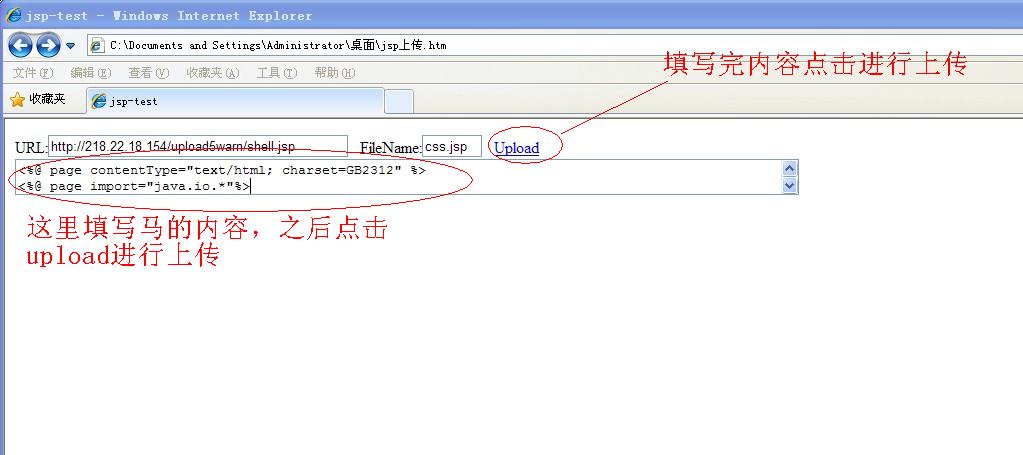 jsp-test - Windows Internet Explorer
C:\Documents and Settings\Administrator\桌面\jsp上传.htm
文件(F) 编辑(E) 查看(V) 收藏夹(A) 工具(T) 帮助(H)
填写完内容点击进行上传
收藏夹 jsp-test
URL: http://218.22.18.154/upload5warn/shell.jsp FileName: css.jsp Upload
<%@ page contentType="text/html; charset=GB2312" %>
<%@ page import="java.io.*"%>
这里填写马的内容，之后点击
upload进行上传